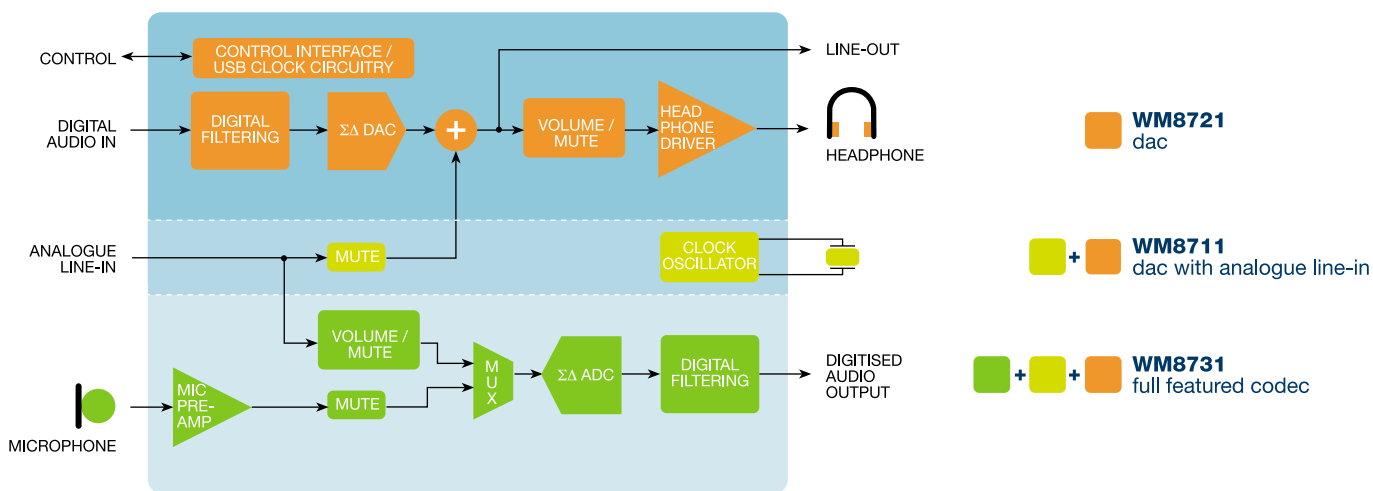 CONTROL
CONTROL INTERFACE /
USB CLOCK CIRCUITRY
LINE-OUT
DIGITAL
AUDIO IN
DIGITAL
FILTERING
ΣΔ DAC
+
VOLUME /
MUTE
HEAD
PHONE
DRIVER
HEADPHONE
WM8721
dac
ANALOGUE
LINE-IN
MUTE
CLOCK
OSCILLATOR
+
WM8711
dac with analogue line-in
VOLUME /
MUTE
MICROPHONE
MIC
PRE-
AMP
MUTE
M
U
X
ΣΔ ADC
DIGITAL
FILTERING
DIGITISED
AUDIO
OUTPUT
+
+
WM8731
full featured codec